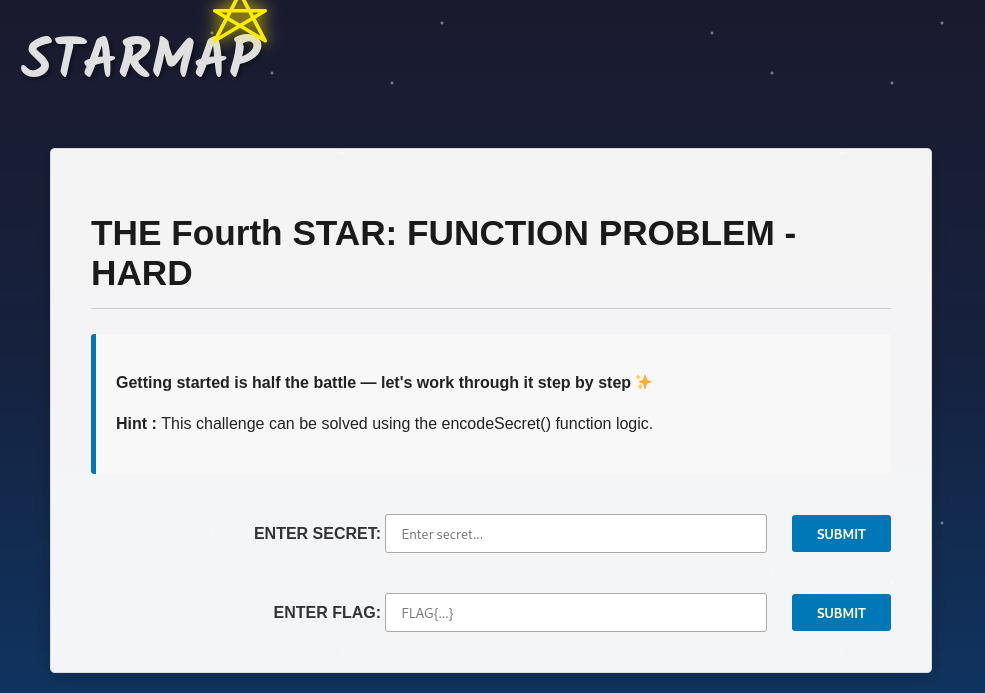 STARMAP
THE Fourth STAR: FUNCTION PROBLEM -
HARD
Getting started is half the battle — let's work through it step by step ✨
Hint : This challenge can be solved using the encodeSecret() function logic.
ENTER SECRET: Enter secret... SUBMIT
ENTER FLAG: FLAG{...} SUBMIT